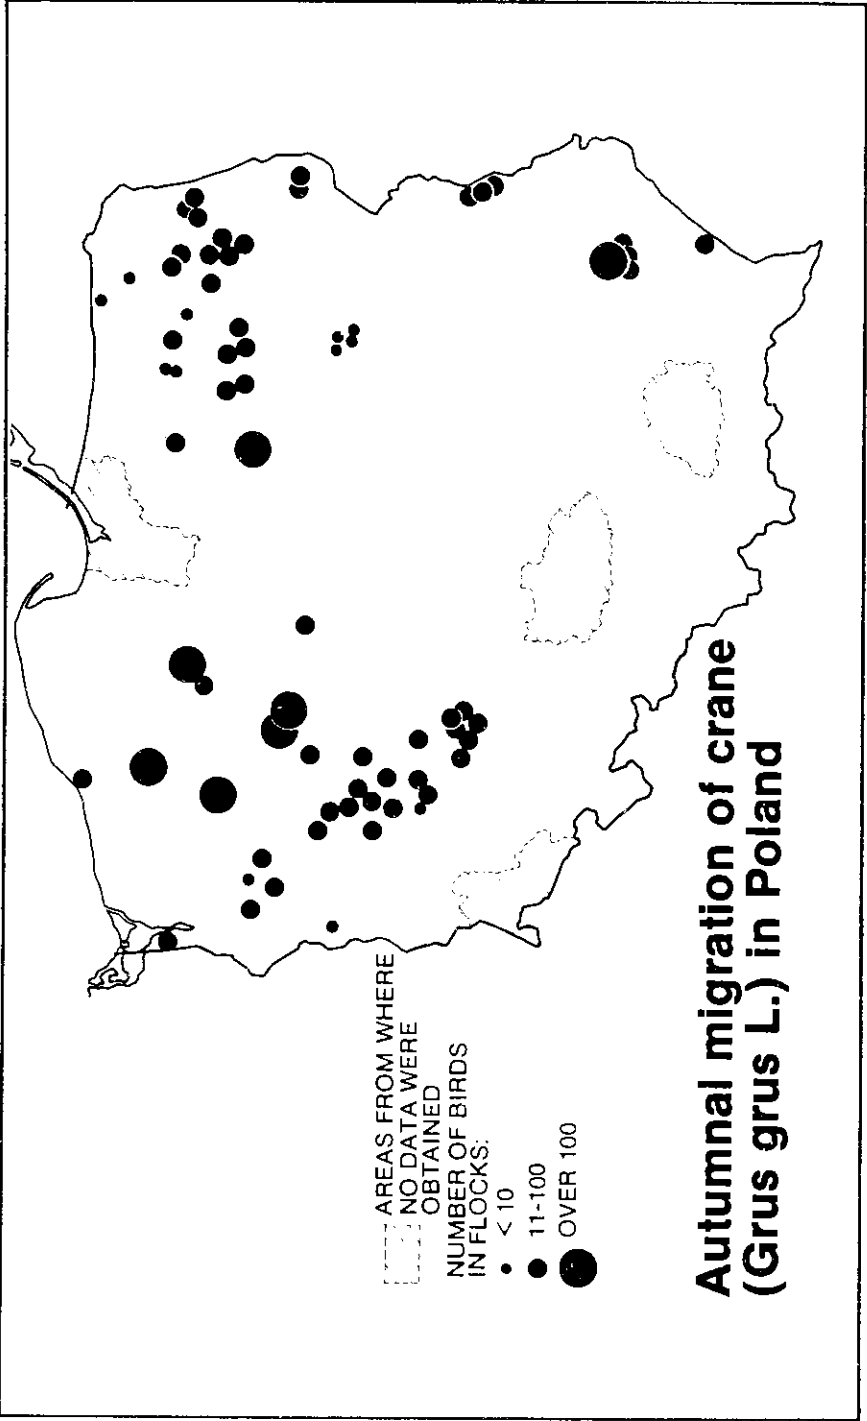 AREAS FROM WHERE
NO DATA WERE
OBTAINED
NUMBER OF BIRDS
IN FLOCKS:
< 10
11-100
OVER 100
Autumnal migration of crane
(Grus grus L.) in Poland